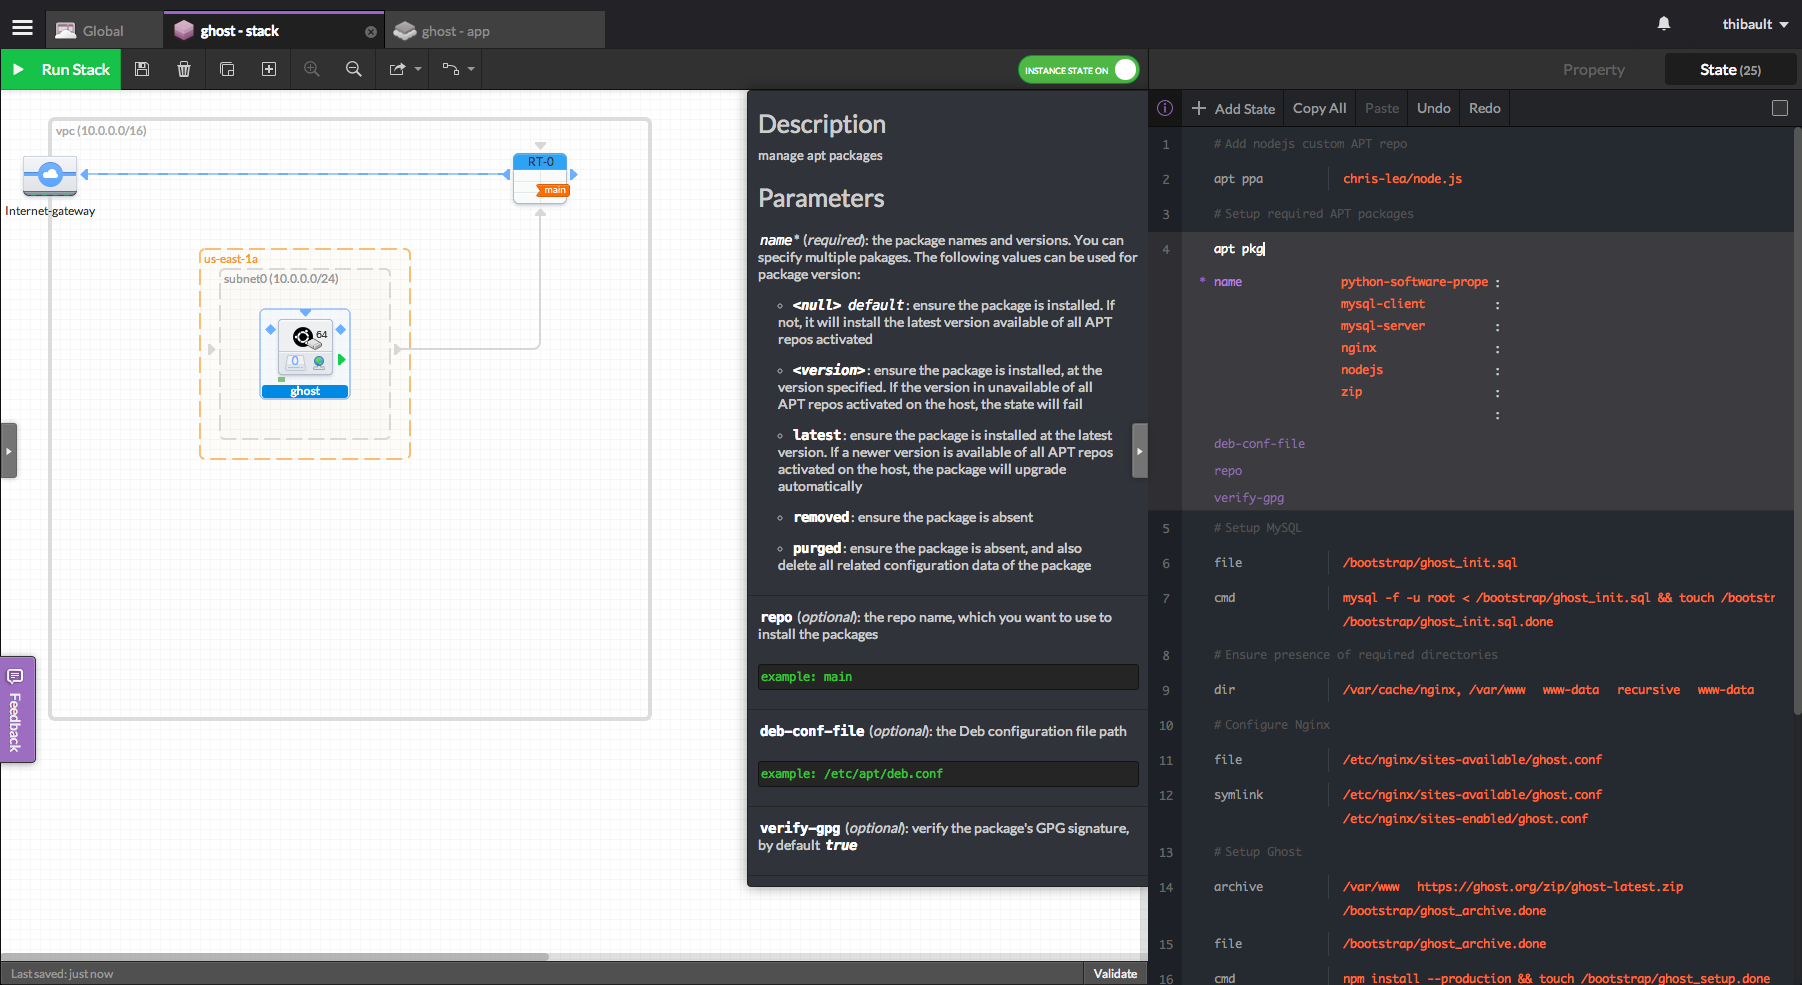 Global
ghost - stack
ghost - app
thibault
Run Stack
INSTANCE STATE ON
Property
State (25)
vpc (10.0.0.0/16)
RT-0
main
Internet-gateway
us-east-1a
subnet0 (10.0.0.0/24)
64
0
ghost
Feedback
Description
manage apt packages
Parameters
name* (required): the package names and versions. You can
specify multiple pakages. The following values can be used for
package version:
<null> default: ensure the package is installed. If
not, it will install the latest version available of all APT
repos activated
<version>: ensure the package is installed, at the
version specified. If the version in unavailable of all
APT repos activated on the host, the state will fail
latest: ensure the package is installed at the latest
version. If a newer version is available of all APT repos
activated on the host, the package will upgrade
automatically
removed: ensure the package is absent
purged: ensure the package is absent, and also
delete all related configuration data of the package
repo (optional): the repo name, which you want to use to
install the packages
example: main
deb-conf-file (optional): the Deb configuration file path
example: /etc/apt/deb.conf
verify-gpg (optional): verify the package's GPG signature,
by default true
Add State
Copy All
Paste
Undo
Redo
1 # Add nodejs custom APT repo
2 apt ppa chris-lea/node.js
3 # Setup required APT packages
4 apt pkg
* name python-software-prope :
mysql-client :
mysql-server :
nginx :
nodejs :
zip :
:
deb-conf-file
repo
verify-gpg
5 # Setup MySQL
6 file /bootstrap/ghost_init.sql
7 cmd mysql -f -u root < /bootstrap/ghost_init.sql && touch /bootstr
/bootstrap/ghost_init.sql.done
8 # Ensure presence of required directories
9 dir /var/cache/nginx, /var/www www-data recursive www-data
10 # Configure Nginx
11 file /etc/nginx/sites-available/ghost.conf
12 symlink /etc/nginx/sites-available/ghost.conf
/etc/nginx/sites-enabled/ghost.conf
13 # Setup Ghost
14 archive /var/www https://ghost.org/zip/ghost-latest.zip
/bootstrap/ghost_archive.done
15 file /bootstrap/ghost_archive.done
16 cmd npm install --production && touch /bootstrap/ghost_setup.done
Last saved: just now
Validate